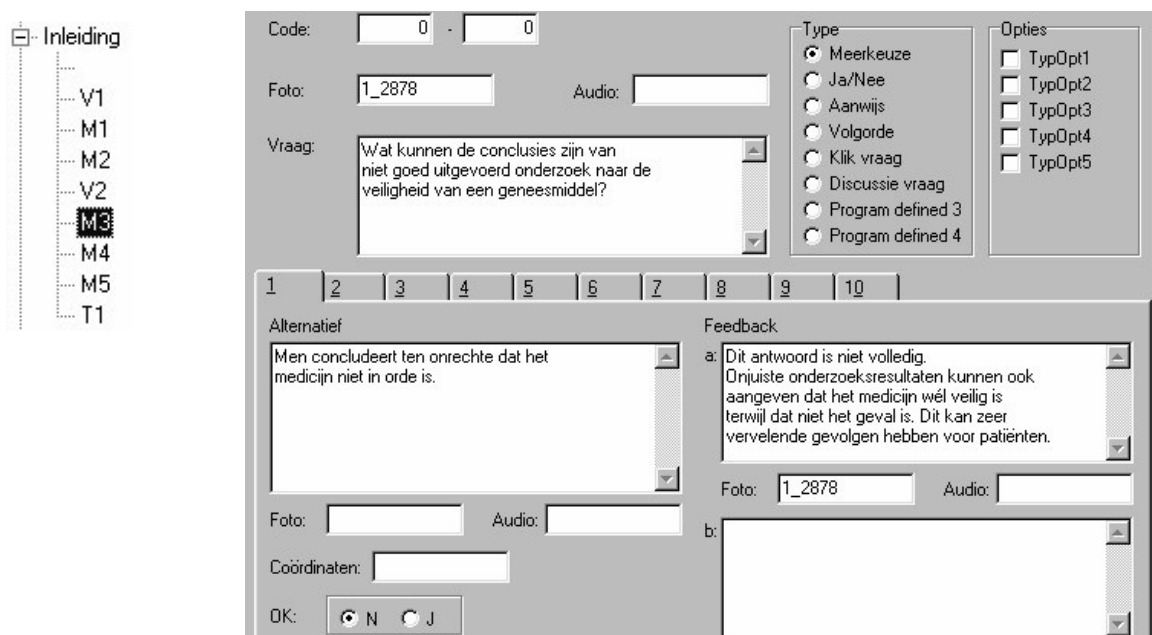 Inleiding
V1
M1
M2
V2
M3
M4
M5
T1
Code: 0 - 0
Foto: 1_2878 Audio:
Vraag: Wat kunnen de conclusies zijn van
niet goed uitgevoerd onderzoek naar de
veiligheid van een geneesmiddel?
Type
Meerkeuze
Ja/Nee
Aanwijs
Volgorde
Klik vraag
Discussie vraag
Program defined 3
Program defined 4
Opties
TypOpt1
TypOpt2
TypOpt3
TypOpt4
TypOpt5
1 2 3 4 5 6 7 8 9 10
Alternatief
Men concludeert ten onrechte dat het
medicijn niet in orde is.
Foto: Audio:
Coördinaten:
OK: N J
Feedback
a: Dit antwoord is niet volledig.
Onjuiste onderzoeksresultaten kunnen ook
aangeven dat het medicijn wél veilig is
terwijl dat niet het geval is. Dit kan zeer
vervelende gevolgen hebben voor patiënten.
Foto: 1_2878 Audio:
b: